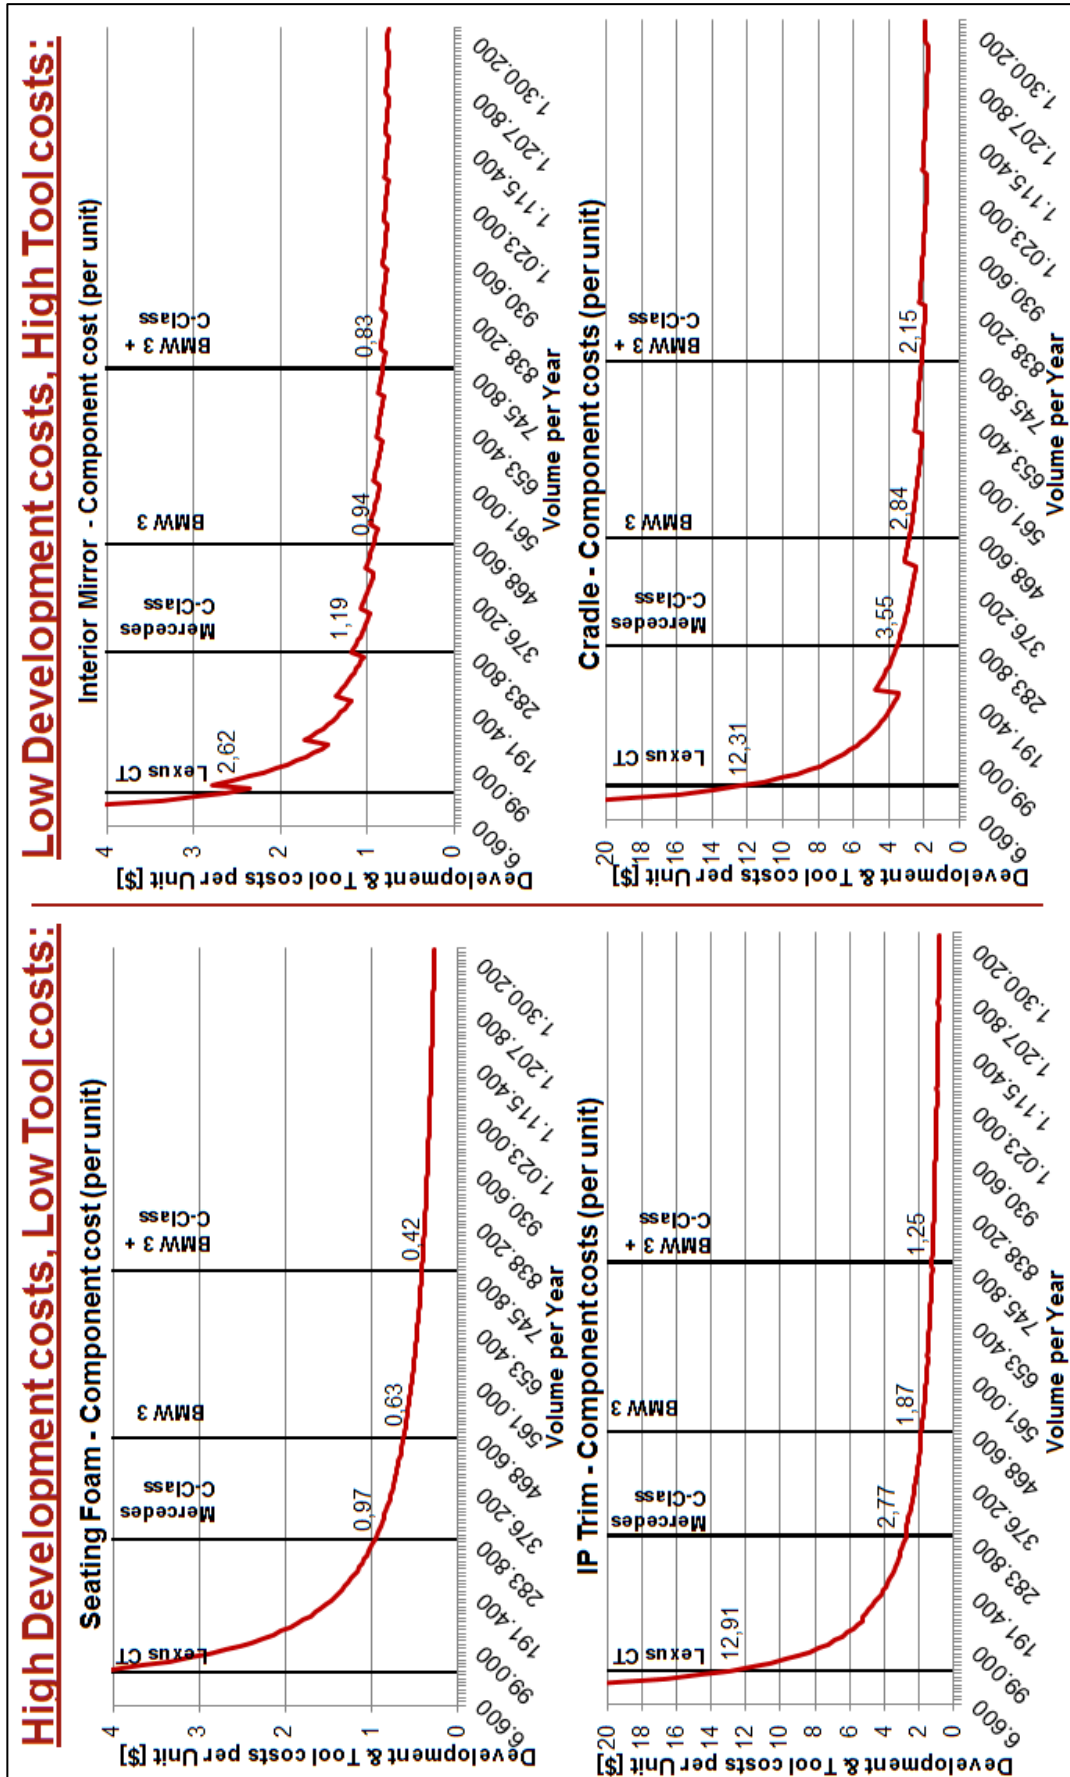 High Development costs, Low Tool costs:
Seating Foam - Component cost (per unit)
Development & Tool costs per Unit [$]
4
3
2
1
0
Lexus CT
Mercedes
C-Class
BMW 3
BMW 3 +
C-Class
0,97
0,63
0,42
6.600
99.000
191.400
283.800
376.200
468.600
561.000
653.400
745.800
838.200
930.600
1.023.000
1.115.400
1.207.800
1.300.200
Volume per Year
IP Trim - Component costs (per unit)
Development & Tool costs per Unit [$]
20
18
16
14
12
10
8
6
4
2
0
Lexus CT
Mercedes
C-Class
BMW 3
BMW 3 +
C-Class
12,91
2,77
1,87
1,25
6.600
99.000
191.400
283.800
376.200
468.600
561.000
653.400
745.800
838.200
930.600
1.023.000
1.115.400
1.207.800
1.300.200
Volume per Year
Low Development costs, High Tool costs:
Interior Mirror - Component cost (per unit)
Development & Tool costs per Unit [$]
4
3
2
1
0
Lexus CT
Mercedes
C-Class
BMW 3
BMW 3 +
C-Class
2,62
1,19
0,94
0,83
6.600
99.000
191.400
283.800
376.200
468.600
561.000
653.400
745.800
838.200
930.600
1.023.000
1.115.400
1.207.800
1.300.200
Volume per Year
Cradle - Component costs (per unit)
Development & Tool costs per Unit [$]
20
18
16
14
12
10
8
6
4
2
0
Lexus CT
Mercedes
C-Class
BMW 3
BMW 3 +
C-Class
12,31
3,55
2,84
2,15
6.600
99.000
191.400
283.800
376.200
468.600
561.000
653.400
745.800
838.200
930.600
1.023.000
1.115.400
1.207.800
1.300.200
Volume per Year